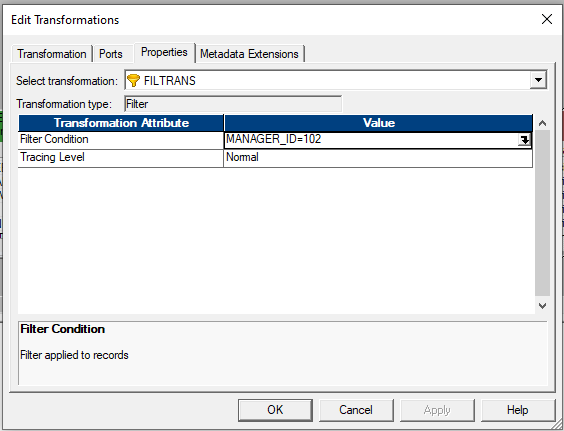 Edit Transformations
Transformation Ports Properties Metadata Extensions
Select transformation: FILTRANS
Transformation type: Filter
Transformation Attribute Value
Filter Condition MANAGER_ID=102
Tracing Level Normal
Filter Condition
Filter applied to records
OK Cancel Apply Help